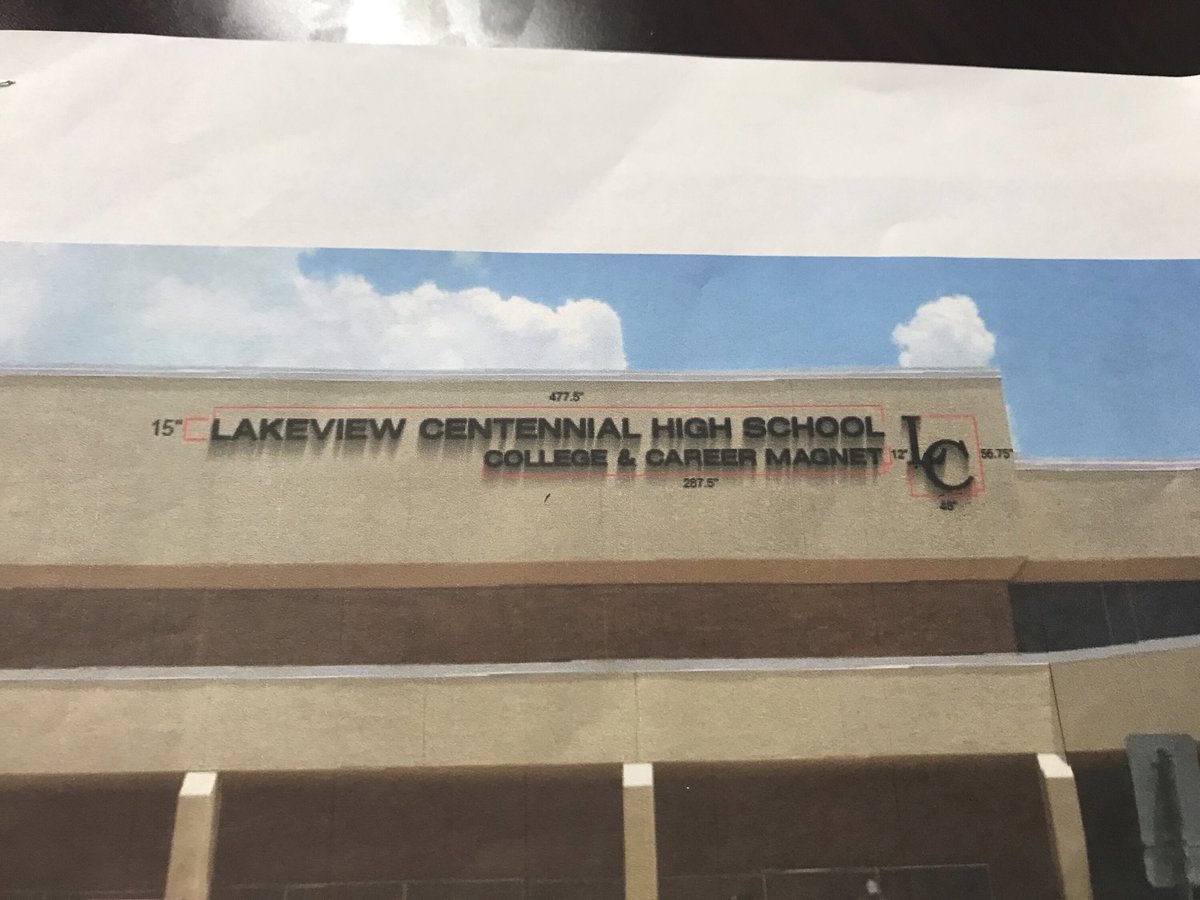 477.5"
15" LAKEVIEW CENTENNIAL HIGH SCHOOL
COLLEGE & CAREER MAGNET 12" LC 56.75"
287.5"
48"